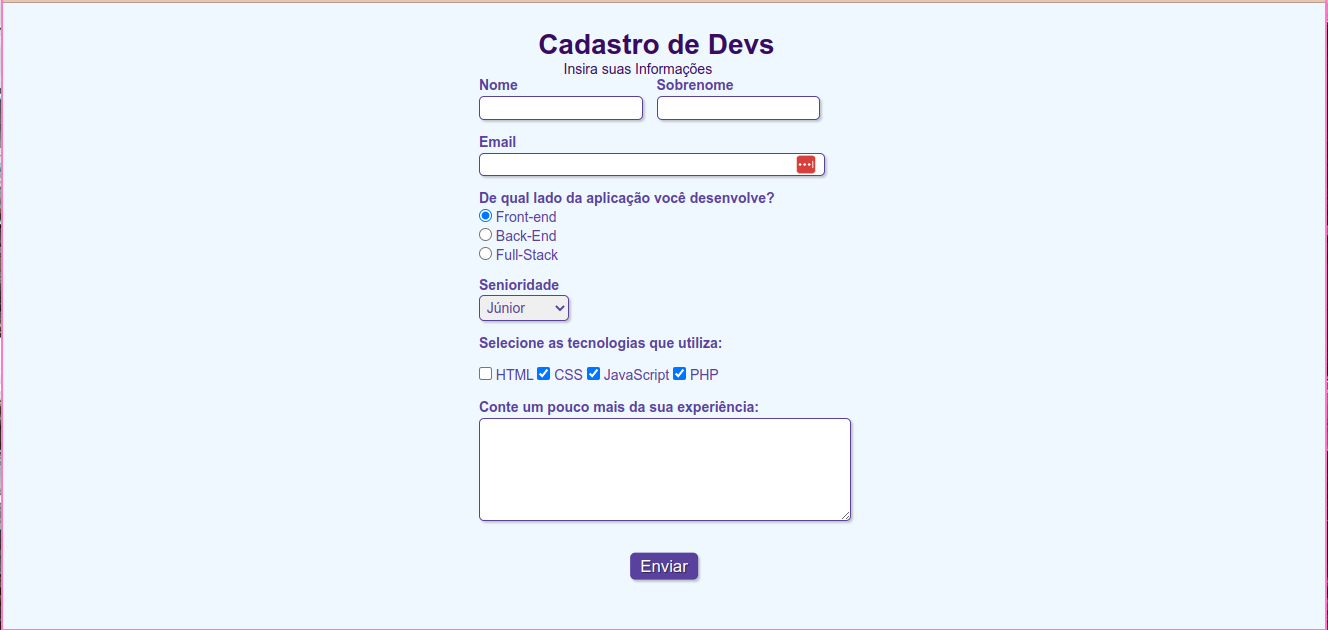 Cadastro de Devs
Insira suas Informações
Nome Sobrenome
Email
De qual lado da aplicação você desenvolve?
Front-end
Back-End
Full-Stack
Senioridade
Júnior
Selecione as tecnologias que utiliza:
HTML CSS JavaScript PHP
Conte um pouco mais da sua experiência:
Enviar